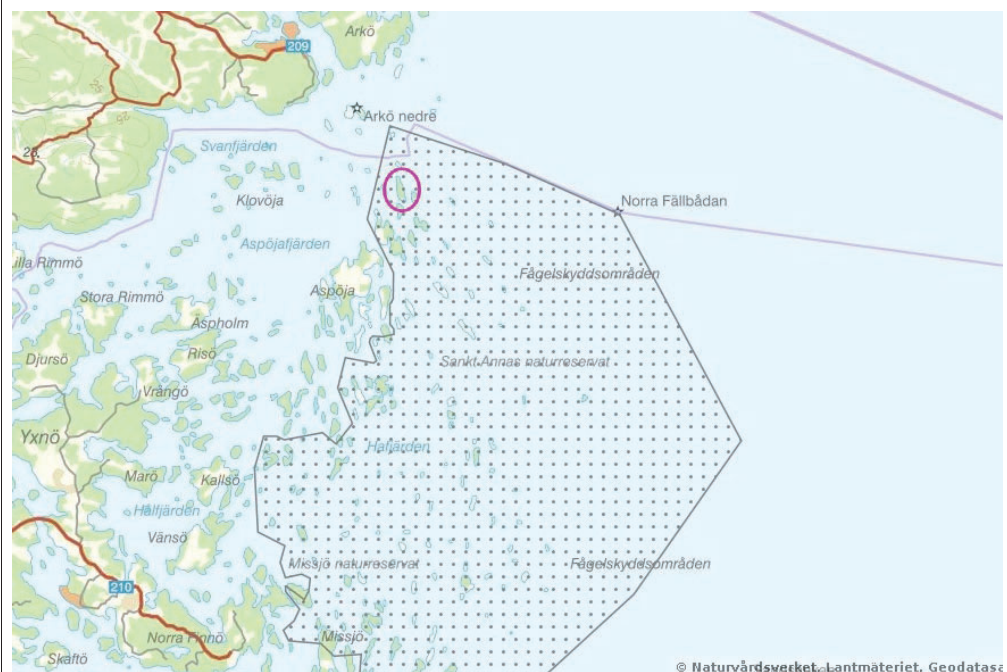 Arkö
209
Arkö nedre
28
Svanfjärden
Klovöja
Norra Fällbådan
Aspöjafjärden
illa Rimmö
Fågelskyddsområden
Aspöja
Stora Rimmö
Äspholm
Risö
Djursö
Sankt Annas naturreservat
Vrångö
Yxnö
Hafjärden
Marö
Kallsö
Hålfjärden
Vänsö
Missjö naturreservat
Fågelskyddsområden
210
Norra Finnö
Missjö
Skaftö
© Naturvårdsverket, Lantmäteriet, Geodatasa